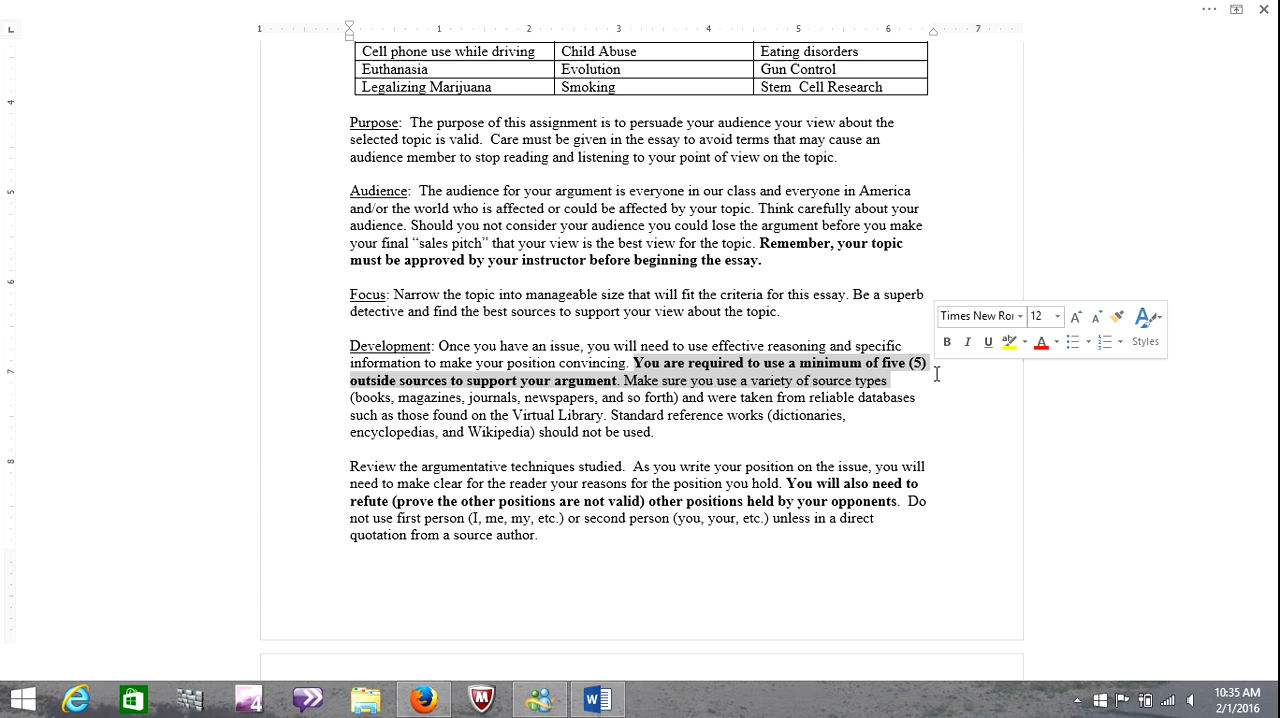 1 1 2 3 4 5 6 7
Cell phone use while driving Child Abuse Eating disorders
Euthanasia Evolution Gun Control
Legalizing Marijuana Smoking Stem Cell Research
4
Purpose: The purpose of this assignment is to persuade your audience your view about the
selected topic is valid. Care must be given in the essay to avoid terms that may cause an
audience member to stop reading and listening to your point of view on the topic.
5
Audience: The audience for your argument is everyone in our class and everyone in America
and/or the world who is affected or could be affected by your topic. Think carefully about your
audience. Should you not consider your audience you could lose the argument before you make
your final “sales pitch” that your view is the best view for the topic. Remember, your topic
must be approved by your instructor before beginning the essay.
6
Focus: Narrow the topic into manageable size that will fit the criteria for this essay. Be a superb
detective and find the best sources to support your view about the topic.
Times New Roi 12 A A A
B I U ab A Styles
Development: Once you have an issue, you will need to use effective reasoning and specific
information to make your position convincing. You are required to use a minimum of five (5)
7
outside sources to support your argument. Make sure you use a variety of source types
(books, magazines, journals, newspapers, and so forth) and were taken from reliable databases
such as those found on the Virtual Library. Standard reference works (dictionaries,
encyclopedias, and Wikipedia) should not be used.
8
Review the argumentative techniques studied. As you write your position on the issue, you will
need to make clear for the reader your reasons for the position you hold. You will also need to
refute (prove the other positions are not valid) other positions held by your opponents. Do
not use first person (I, me, my, etc.) or second person (you, your, etc.) unless in a direct
quotation from a source author.
10:35 AM
2/1/2016